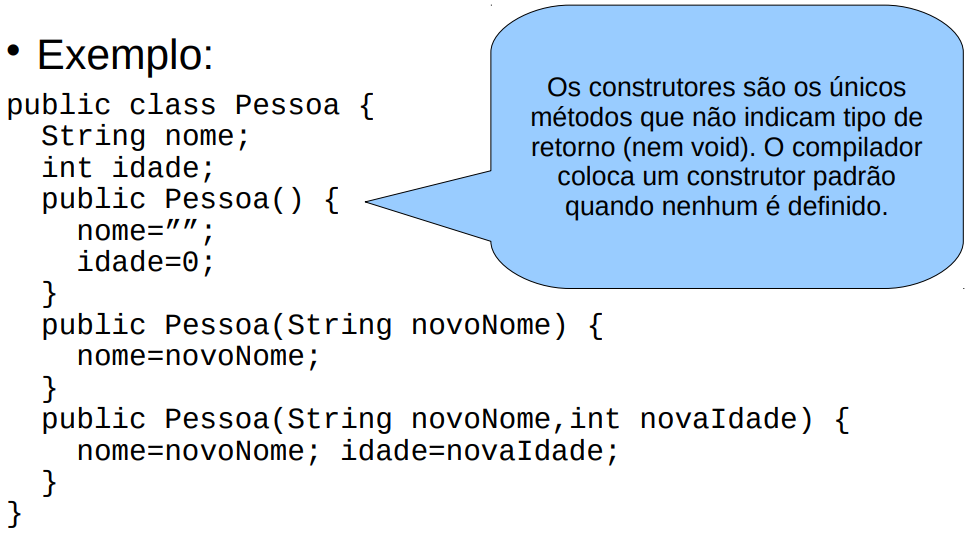 • Exemplo:
public class Pessoa {
  String nome;
  int idade;
  public Pessoa() {
    nome=””;
    idade=0;
  }
  public Pessoa(String novoNome) {
    nome=novoNome;
  }
  public Pessoa(String novoNome,int novaIdade) {
    nome=novoNome; idade=novaIdade;
  }
}
Os construtores são os únicos
métodos que não indicam tipo de
retorno (nem void). O compilador
coloca um construtor padrão
quando nenhum é definido.